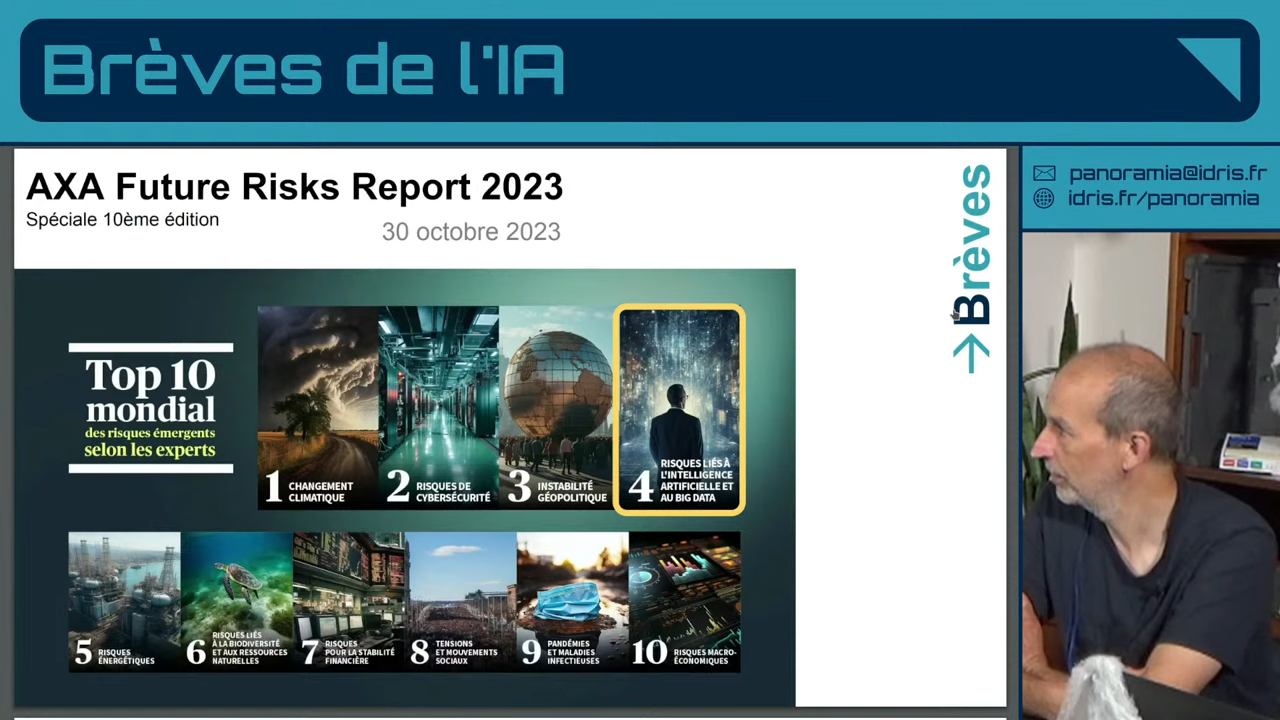 Brèves de l'IA
AXA Future Risks Report 2023
Spéciale 10ème édition
30 octobre 2023
Brèves
panoramia@idris.fr
idris.fr/panoramia
Top 10
mondial
des risques émergents
selon les experts
1 CHANGEMENT
CLIMATIQUE
2 RISQUES DE
CYBERSÉCURITÉ
3 INSTABILITÉ
GÉOPOLITIQUE
4 RISQUES LIÉS À
L'INTELLIGENCE
ARTIFICIELLE ET
AU BIG DATA
5 RISQUES
ÉNERGÉTIQUES
6 RISQUES LIÉS
À LA BIODIVERSITÉ
ET AUX RESSOURCES
NATURELLES
7 RISQUES
POUR LA STABILITÉ
FINANCIÈRE
8 TENSIONS
ET MOUVEMENTS
SOCIAUX
9 PANDÉMIES
ET MALADIES
INFECTIEUSES
10 RISQUES MACRO-
ÉCONOMIQUES